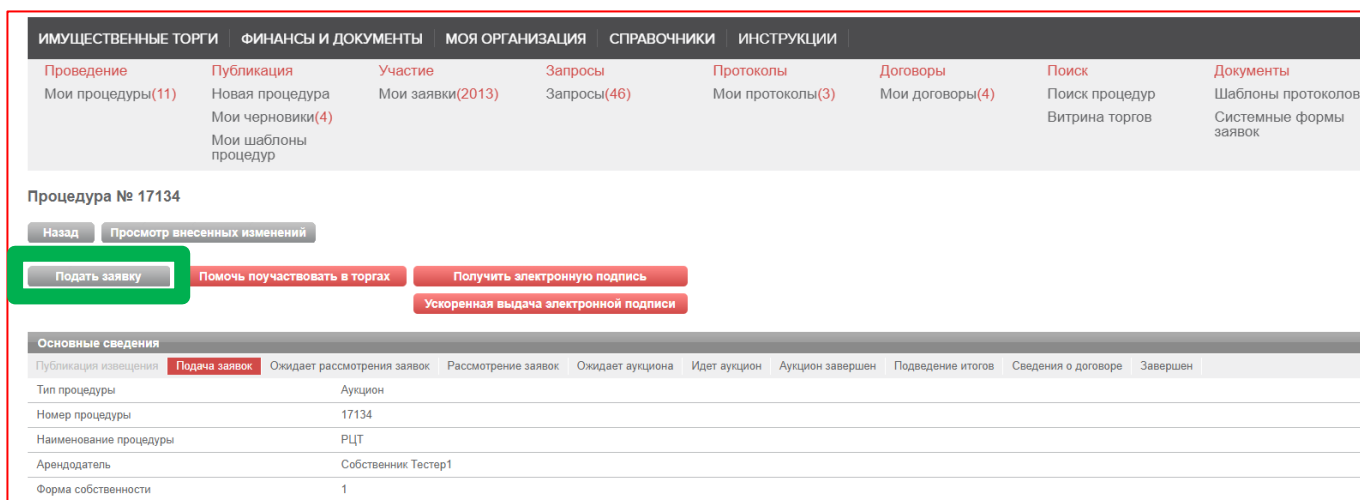 ИМУЩЕСТВЕННЫЕ ТОРГИ ФИНАНСЫ И ДОКУМЕНТЫ МОЯ ОРГАНИЗАЦИЯ СПРАВОЧНИКИ ИНСТРУКЦИИ
Проведение Публикация Участие Запросы Протоколы Договоры Поиск Документы
Мои процедуры(11) Новая процедура Мои заявки(2013) Запросы(46) Мои протоколы(3) Мои договоры(4) Поиск процедур Шаблоны протоколов
Мои черновики(4) Витрина торгов Системные формы
заявок
Мои шаблоны
процедур
Процедура № 17134
Назад Просмотр внесенных изменений
Подать заявку Помочь поучаствовать в торгах Получить электронную подпись
Ускоренная выдача электронной подписи
Основные сведения
Публикация извещения Подача заявок Ожидает рассмотрения заявок Рассмотрение заявок Ожидает аукциона Идет аукцион Аукцион завершен Подведение итогов Сведения о договоре Завершен
Тип процедуры Аукцион
Номер процедуры 17134
Наименование процедуры РЦТ
Арендодатель Собственник Тестер1
Форма собственности 1